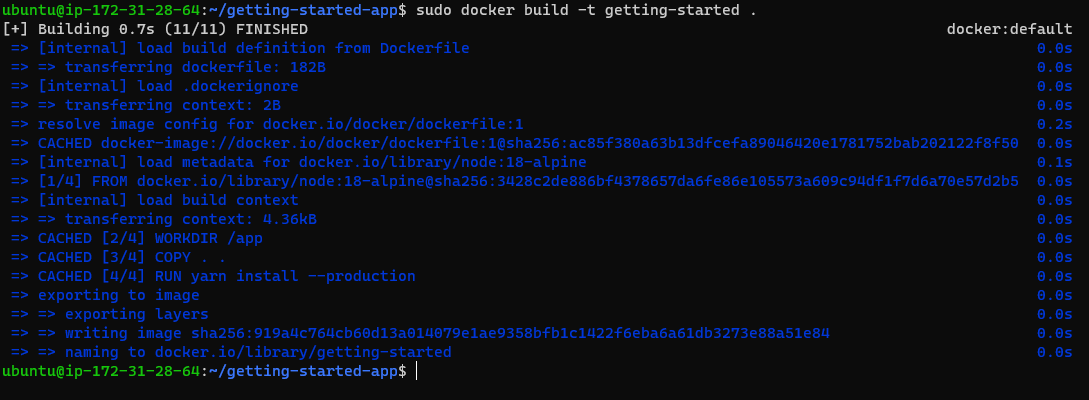 ubuntu@ip-172-31-28-64:~/getting-started-app$ sudo docker build -t getting-started .
[+] Building 0.7s (11/11) FINISHED docker:default
=> [internal] load build definition from Dockerfile 0.0s
=> => transferring dockerfile: 182B 0.0s
=> [internal] load .dockerignore 0.0s
=> => transferring context: 2B 0.0s
=> resolve image config for docker.io/docker/dockerfile:1 0.2s
=> CACHED docker-image://docker.io/docker/dockerfile:1@sha256:ac85f380a63b13dfcefa89046420e1781752bab202122f8f50 0.0s
=> [internal] load metadata for docker.io/library/node:18-alpine 0.1s
=> [1/4] FROM docker.io/library/node:18-alpine@sha256:3428c2de886bf4378657da6fe86e105573a609c94df1f7d6a70e57d2b5 0.0s
=> [internal] load build context 0.0s
=> => transferring context: 4.36kB 0.0s
=> CACHED [2/4] WORKDIR /app 0.0s
=> CACHED [3/4] COPY . . 0.0s
=> CACHED [4/4] RUN yarn install --production 0.0s
=> exporting to image 0.0s
=> => exporting layers 0.0s
=> => writing image sha256:919a4c764cb60d13a014079e1ae9358bfb1c1422f6eba6a61db3273e88a51e84 0.0s
=> => naming to docker.io/library/getting-started 0.0s
ubuntu@ip-172-31-28-64:~/getting-started-app$